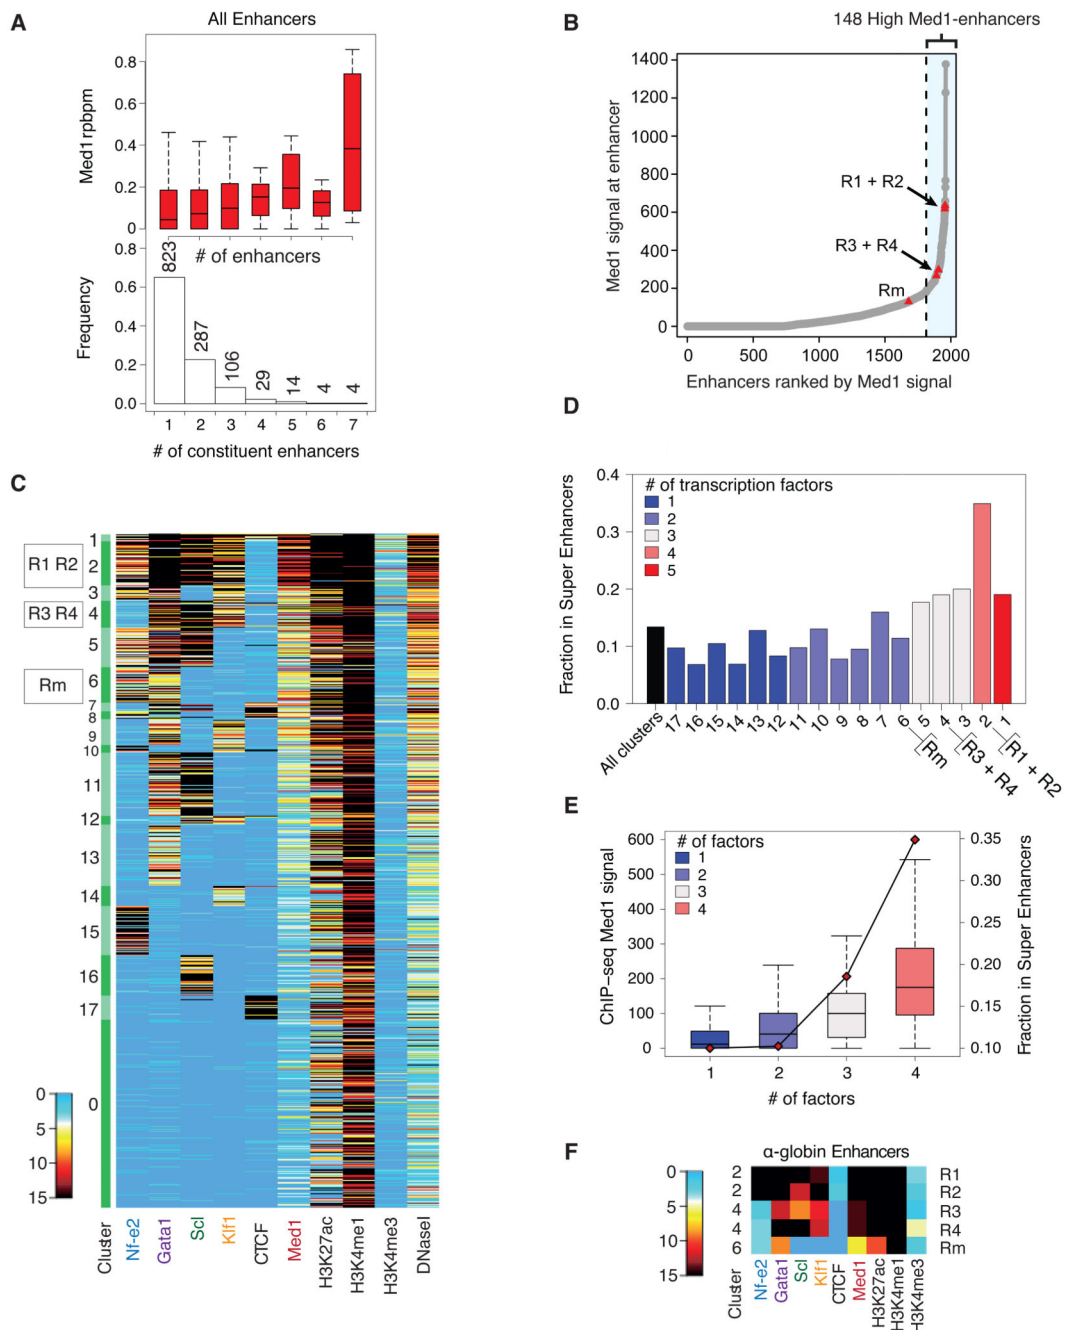 A
All Enhancers
Med1rpbpm
0.8
0.6
0.4
0.2
0
# of enhancers
Frequency
0.8
0.6
0.4
0.2
0.0
823
287
106
29
14
4
4
1 2 3 4 5 6 7
# of constituent enhancers
B
148 High Med1-enhancers
Med1 signal at enhancer
1400
1200
1000
800
600
400
200
0
R1 + R2
R3 + R4
Rm
0 500 1000 1500 2000
Enhancers ranked by Med1 signal
C
R1 R2
R3 R4
Rm
1
2
3
4
5
6
7
8
9
10
11
12
13
14
15
16
17
0
0
5
10
15
Cluster
Nf-e2
Gata1
Scl
Klf1
CTCF
Med1
H3K27ac
H3K4me1
H3K4me3
DNaseI
D
Fraction in Super Enhancers
0.4
0.3
0.2
0.1
0.0
# of transcription factors
1
2
3
4
5
All clusters
17 16 15 14 13 12 11 10 9 8 7 6 5 4 3 2 1
Rm
R3 + R4
R1 + R2
E
ChIP–seq Med1 signal
600
500
400
300
200
100
0
# of factors
1
2
3
4
0.35
0.30
0.25
0.20
0.15
0.10
Fraction in Super Enhancers
1 2 3 4
# of factors
F
α-globin Enhancers
0
5
10
15
2
2
4
4
6
R1
R2
R3
R4
Rm
Cluster
Nf-e2
Gata1
Scl
Klf1
CTCF
Med1
H3K27ac
H3K4me1
H3K4me3